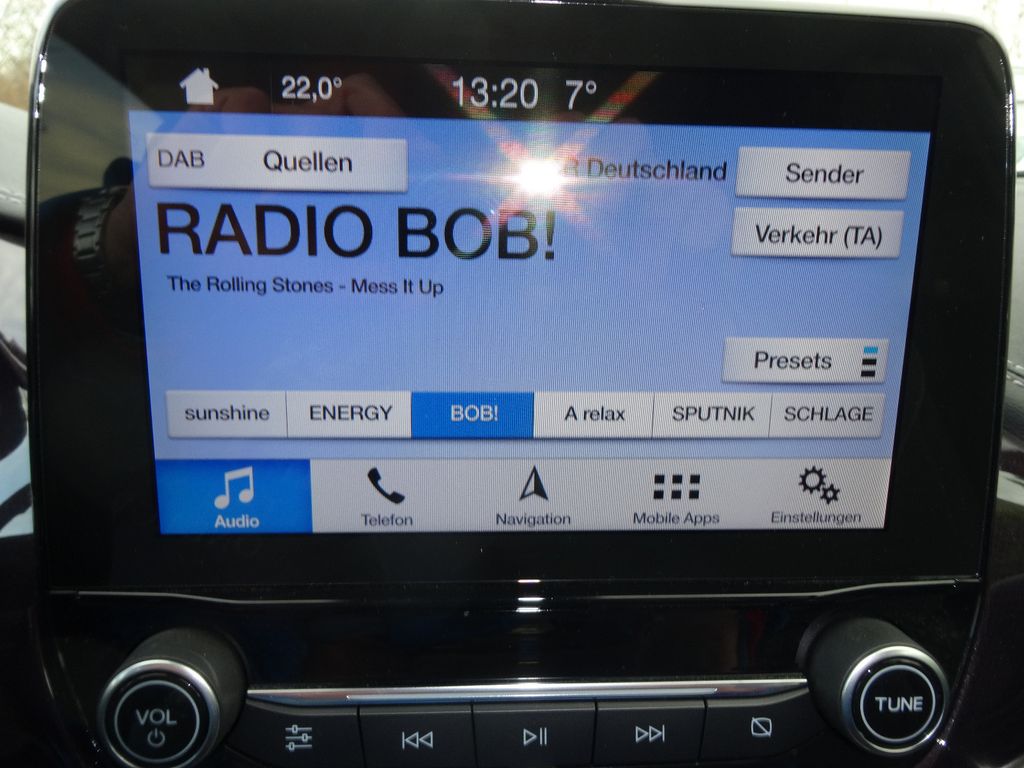 22,0° 13:20 7°
DAB Quellen Deutschland Sender
RADIO BOB!
Verkehr (TA)
The Rolling Stones - Mess It Up
Presets
sunshine ENERGY BOB! A relax SPUTNIK SCHLAGE
Audio Telefon Navigation Mobile Apps Einstellungen
VOL TUNE